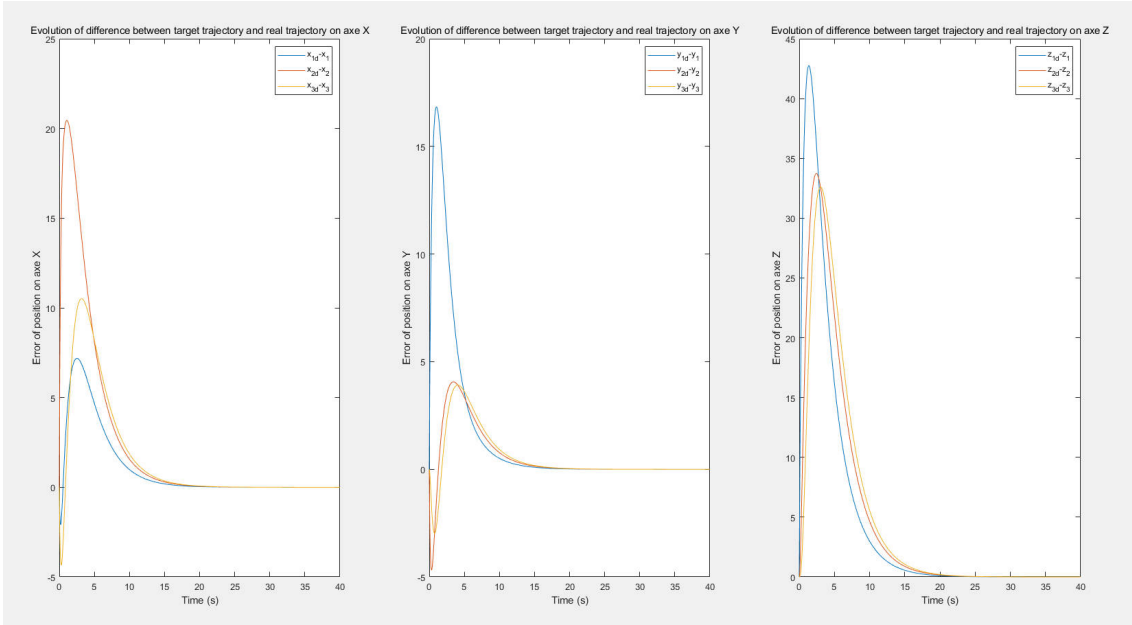 Evolution of difference between target trajectory and real trajectory on axe X
25
20
15
10
5
0
-5
0 5 10 15 20 25 30 35 40
Time (s)
Error of position on axe X
x1d-x1
x2d-x2
x3d-x3
Evolution of difference between target trajectory and real trajectory on axe Y
20
15
10
5
0
-5
0 5 10 15 20 25 30 35 40
Time (s)
Error of position on axe Y
y1d-y1
y2d-y2
y3d-y3
Evolution of difference between target trajectory and real trajectory on axe Z
45
40
35
30
25
20
15
10
5
0
0 5 10 15 20 25 30 35 40
Time (s)
Error of position on axe Z
z1d-z1
z2d-z2
z3d-z3